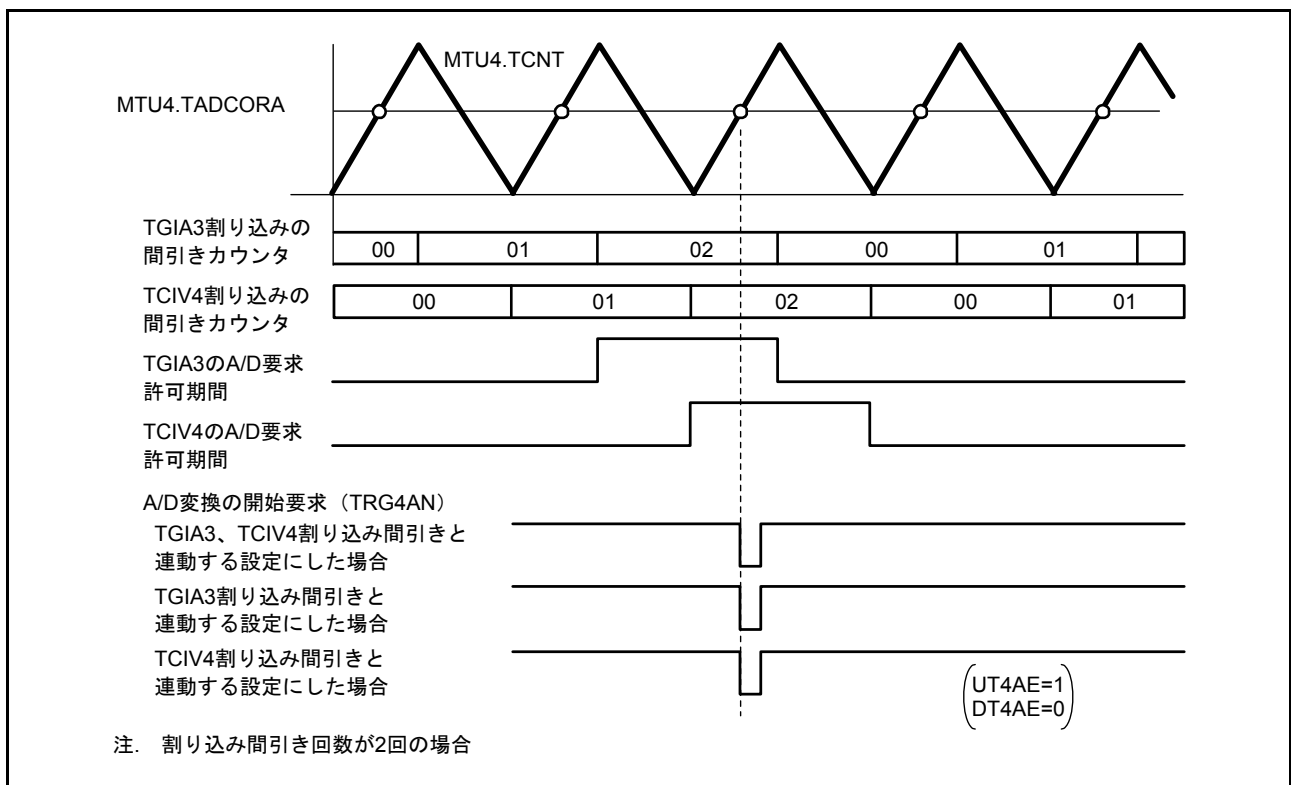 MTU4.TCNT
MTU4.TADCORA
TGIA3割り込みの
間引きカウンタ
00 01 02 00 01
TCIV4割り込みの
間引きカウンタ
00 01 02 00 01
TGIA3のA/D要求
許可期間
TCIV4のA/D要求
許可期間
A/D変換の開始要求（TRG4AN）
TGIA3、TCIV4割り込み間引きと
連動する設定にした場合
TGIA3割り込み間引きと
連動する設定にした場合
TCIV4割り込み間引きと
連動する設定にした場合
UT4AE=1
DT4AE=0
注. 割り込み間引き回数が2回の場合